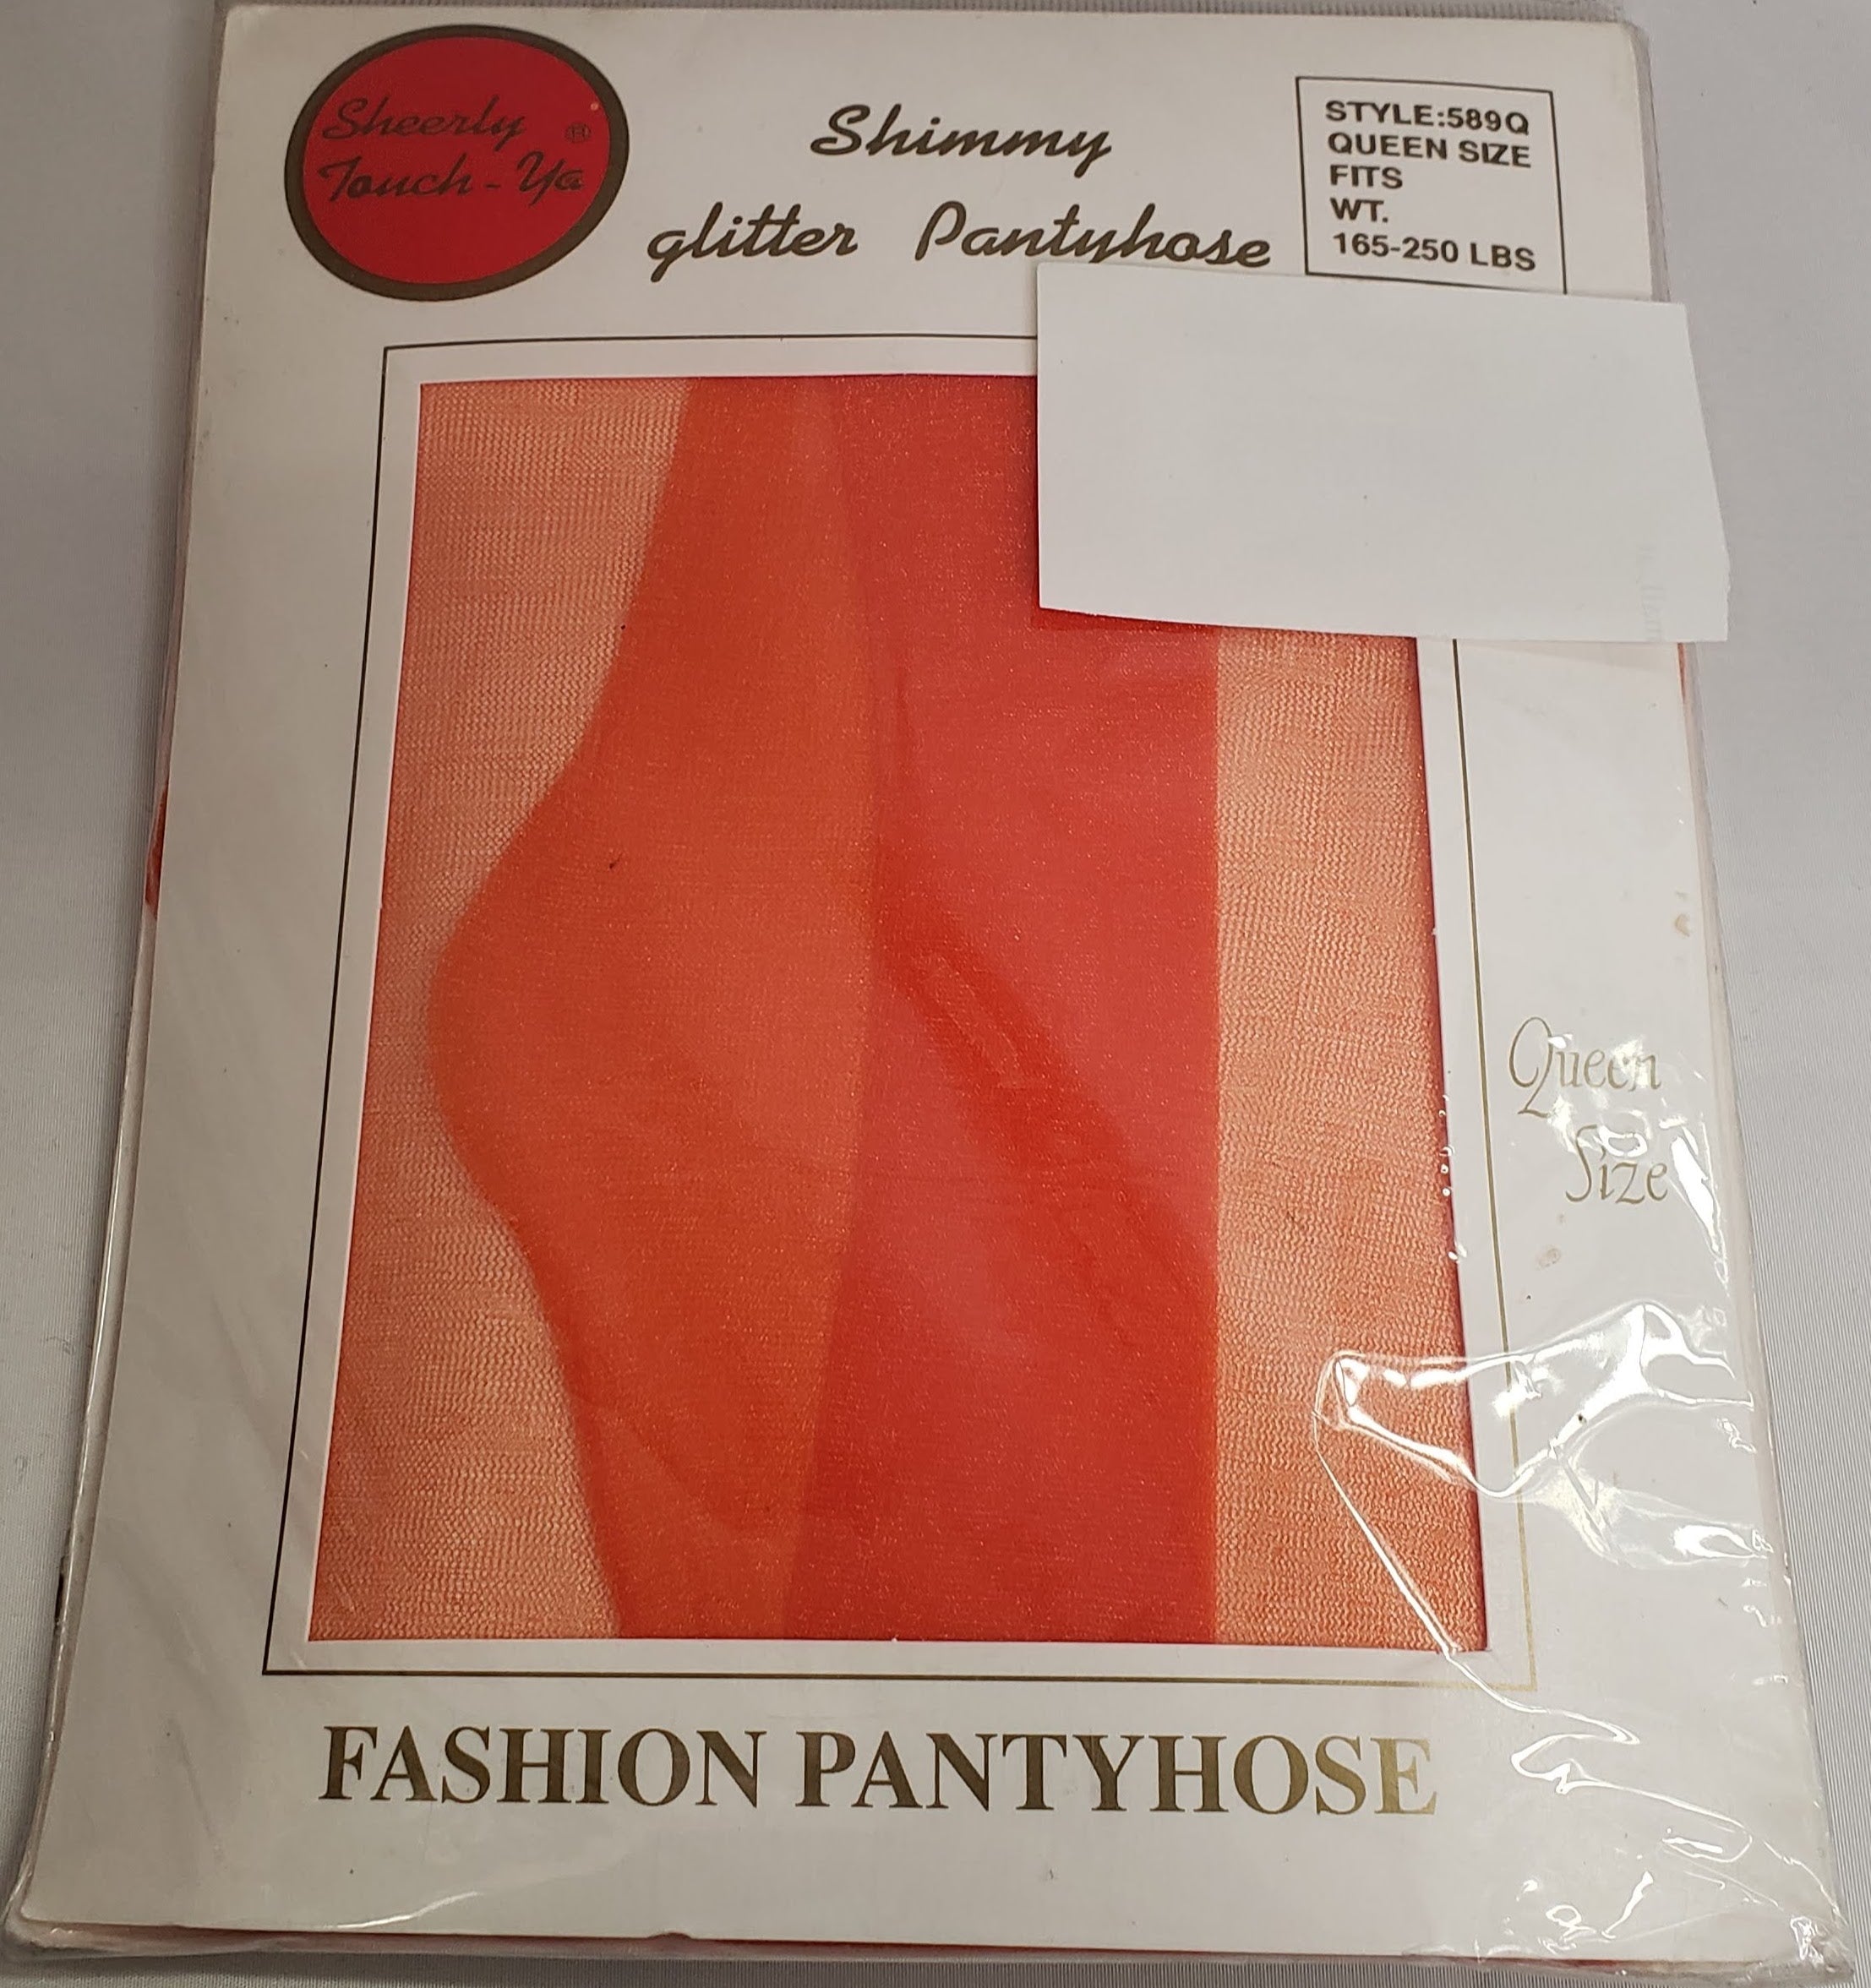 Sheerly ®
Touch-Ya
Shimmy
glitter Pantyhose
STYLE:589Q
QUEEN SIZE
FITS
WT.
165-250 LBS
Queen
Size
FASHION PANTYHOSE